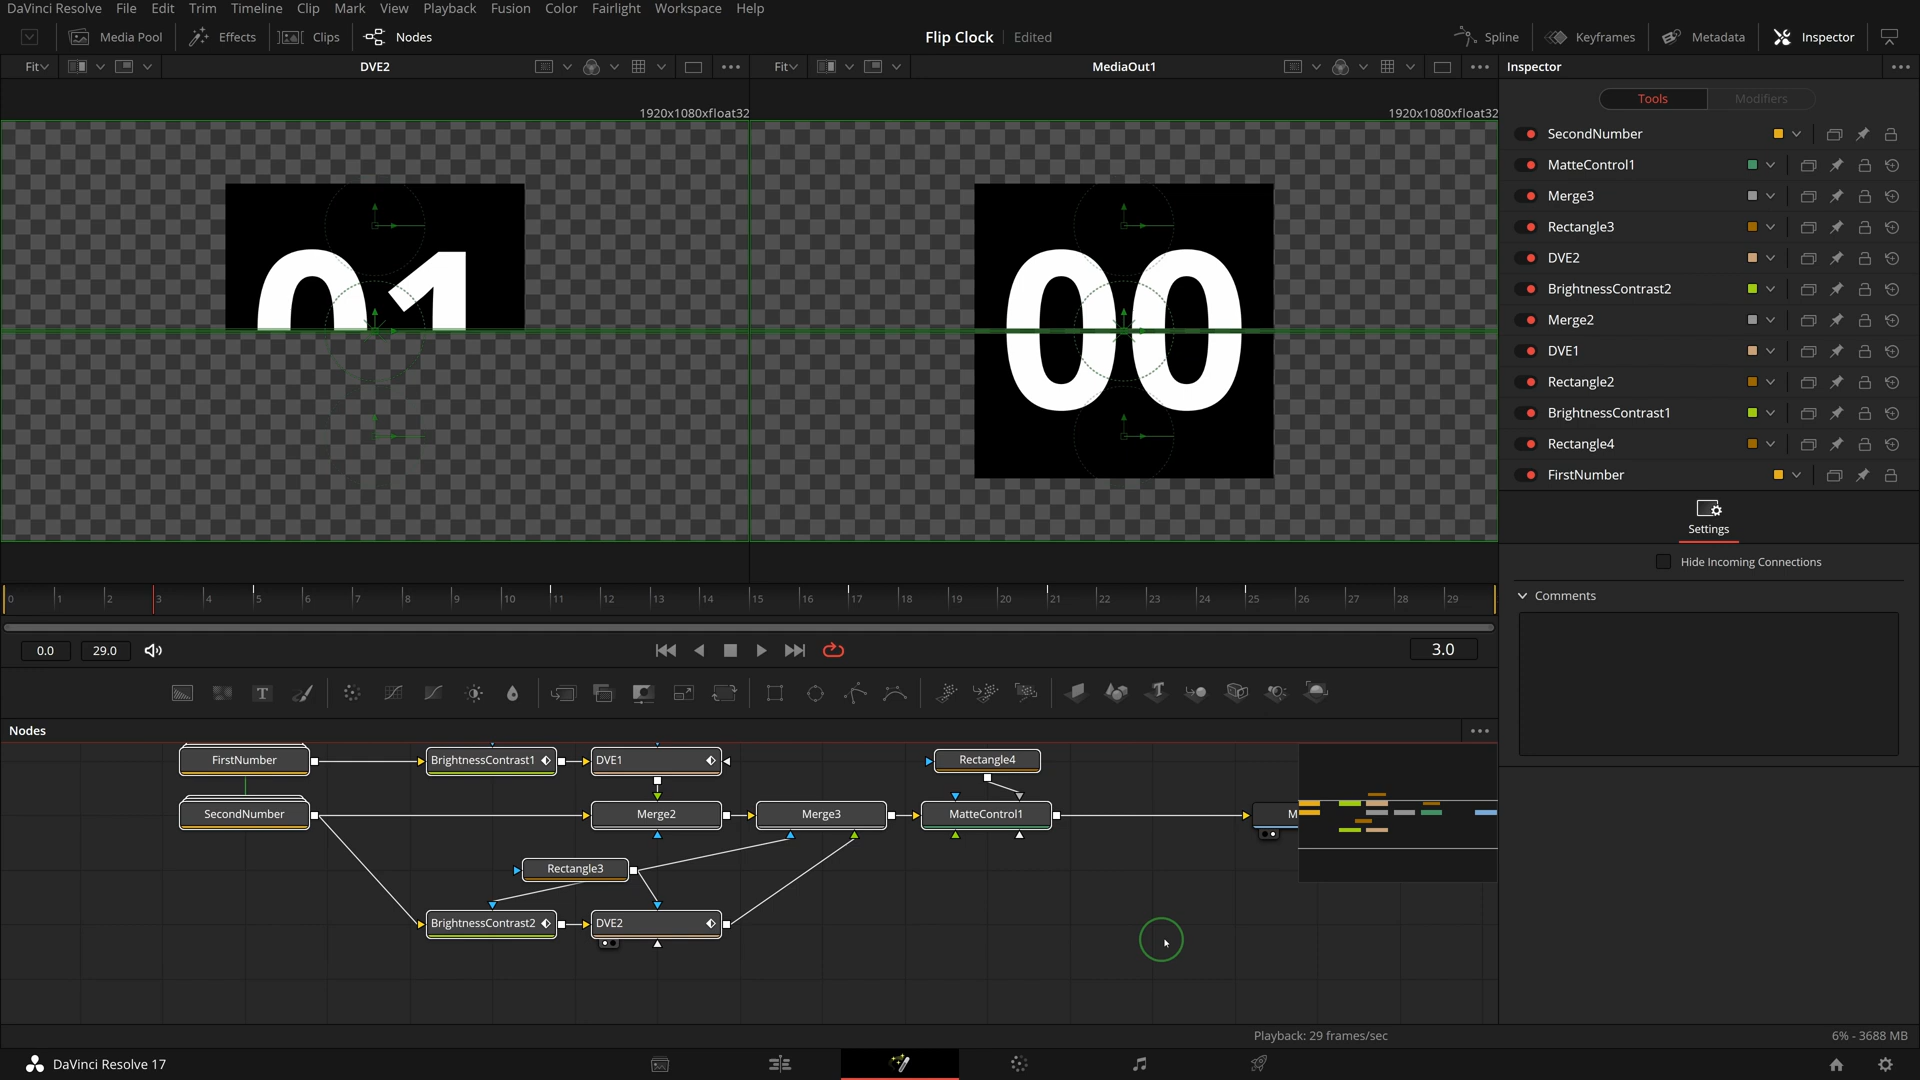 DaVinci Resolve File Edit Trim Timeline Clip Mark View Playback Fusion Color Fairlight Workspace Help
Media Pool Effects Clips Nodes Flip Clock Edited Spline Keyframes Metadata Inspector
Fit DVE2 Fit MediaOut1 Inspector
Tools Modifiers
1920x1080xfloat32 1920x1080xfloat32
SecondNumber
MatteControl1
Merge3
Rectangle3
DVE2
BrightnessContrast2
Merge2
DVE1
Rectangle2
BrightnessContrast1
Rectangle4
FirstNumber
01 00
Settings
Hide Incoming Connections
Comments
0 1 2 3 4 5 6 7 8 9 10 11 12 13 14 15 16 17 18 19 20 21 22 23 24 25 26 27 28 29
0.0 29.0 3.0
T
Nodes
FirstNumber BrightnessContrast1 DVE1 Rectangle4
SecondNumber Merge2 Merge3 MatteControl1 M
Rectangle3
BrightnessContrast2 DVE2
Playback: 29 frames/sec 6% - 3688 MB
DaVinci Resolve 17